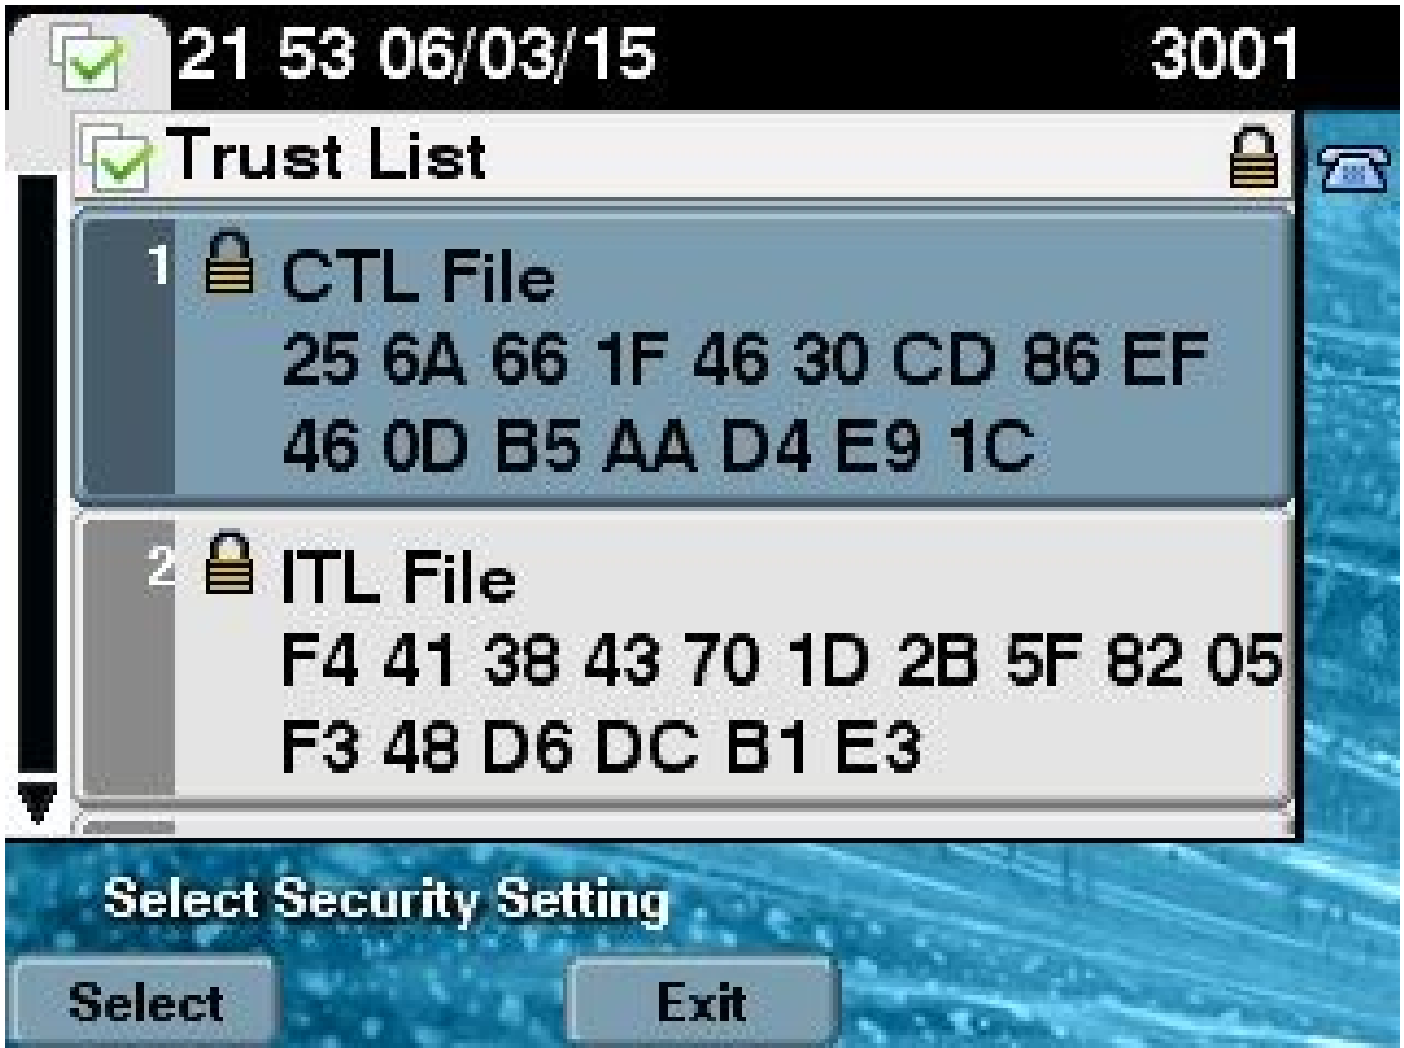 21 53 06/03/15
3001
Trust List
1
CTL File
25 6A 66 1F 46 30 CD 86 EF
46 0D B5 AA D4 E9 1C
2
ITL File
F4 41 38 43 70 1D 2B 5F 82 05
F3 48 D6 DC B1 E3
Select Security Setting
Select
Exit